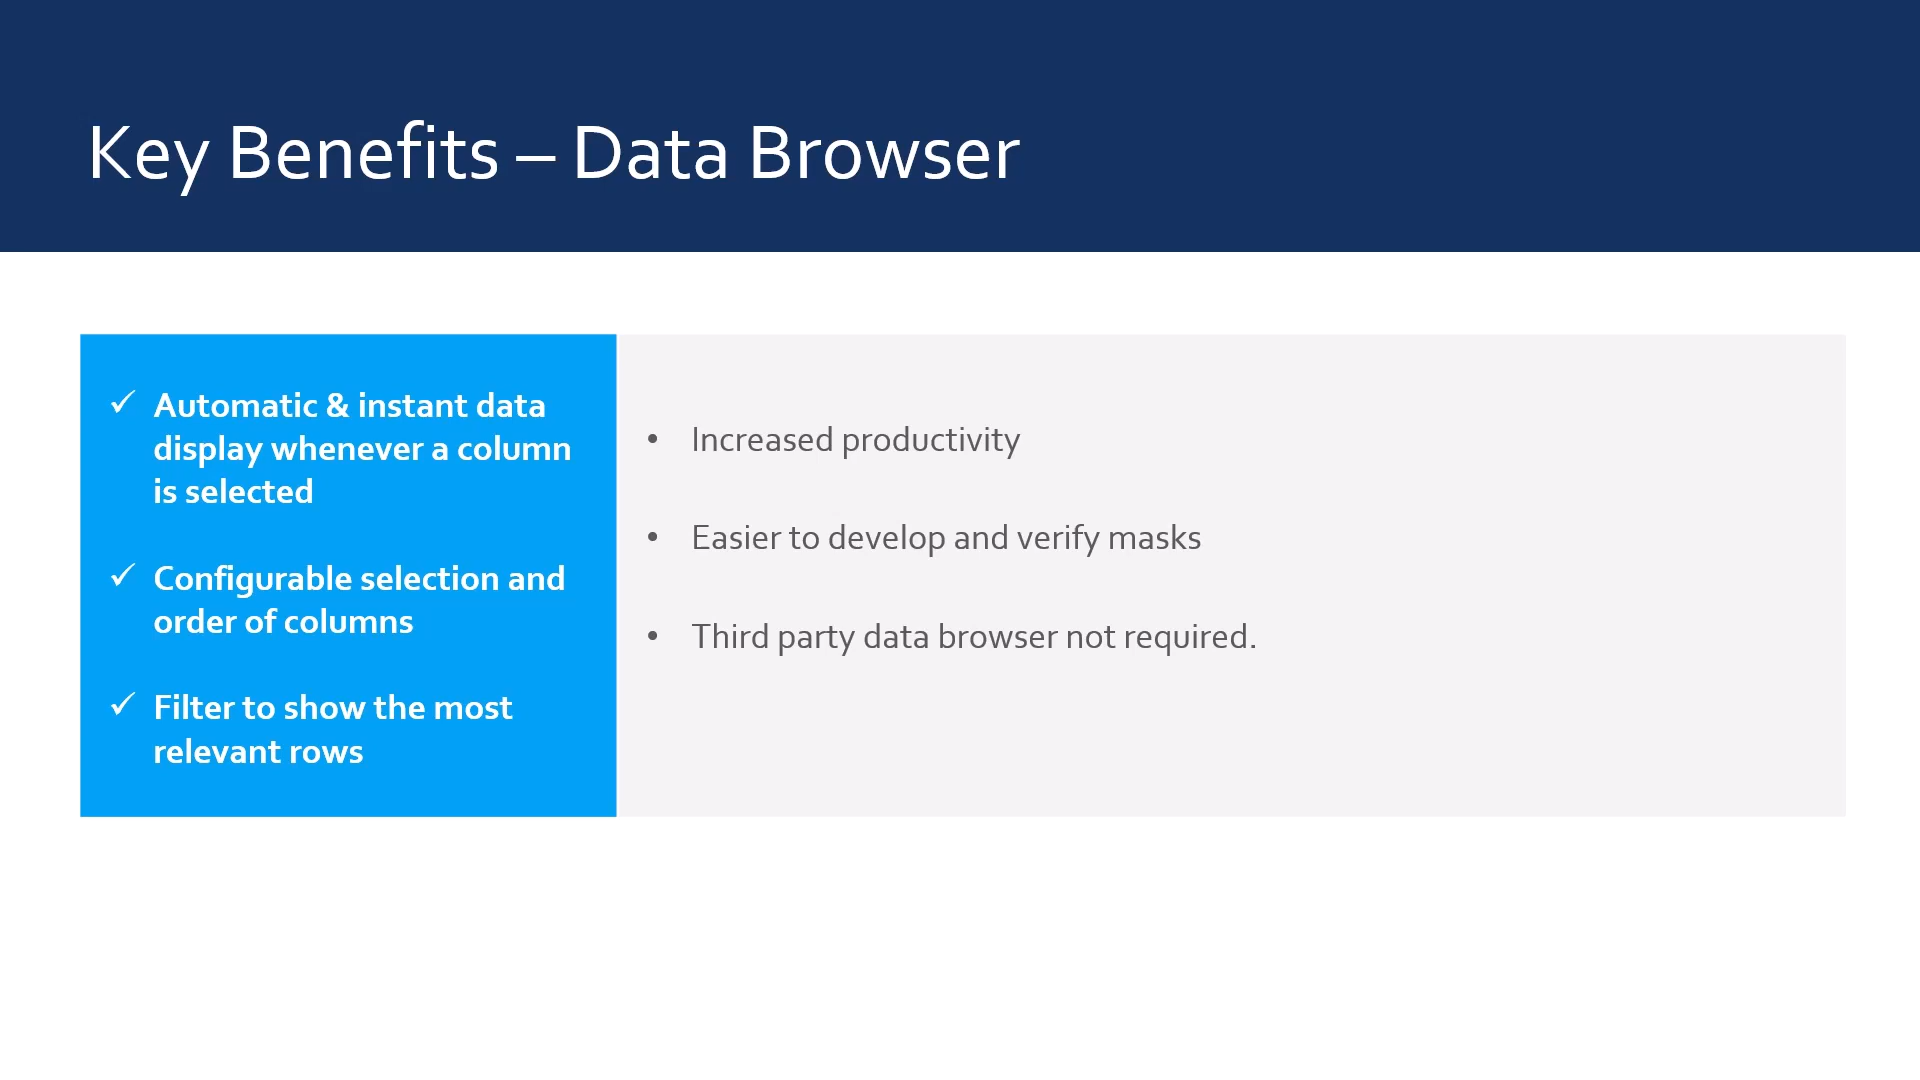 Key Benefits – Data Browser
✓ Automatic & instant data
display whenever a column
is selected
✓ Configurable selection and
order of columns
✓ Filter to show the most
relevant rows
• Increased productivity
• Easier to develop and verify masks
• Third party data browser not required.